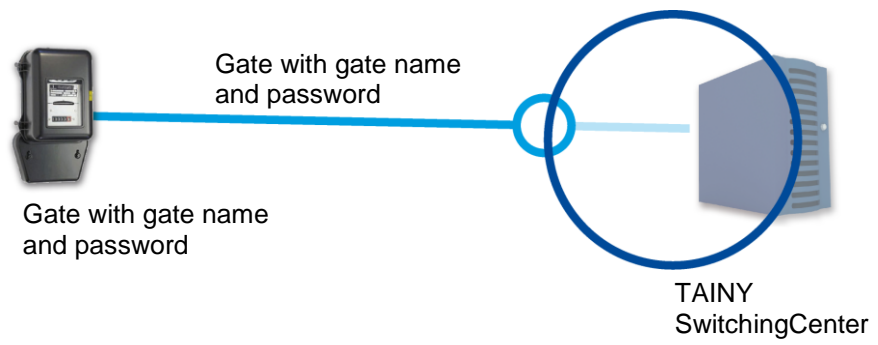 Gate with gate name
and password
Gate with gate name
and password
TAINY
SwitchingCenter